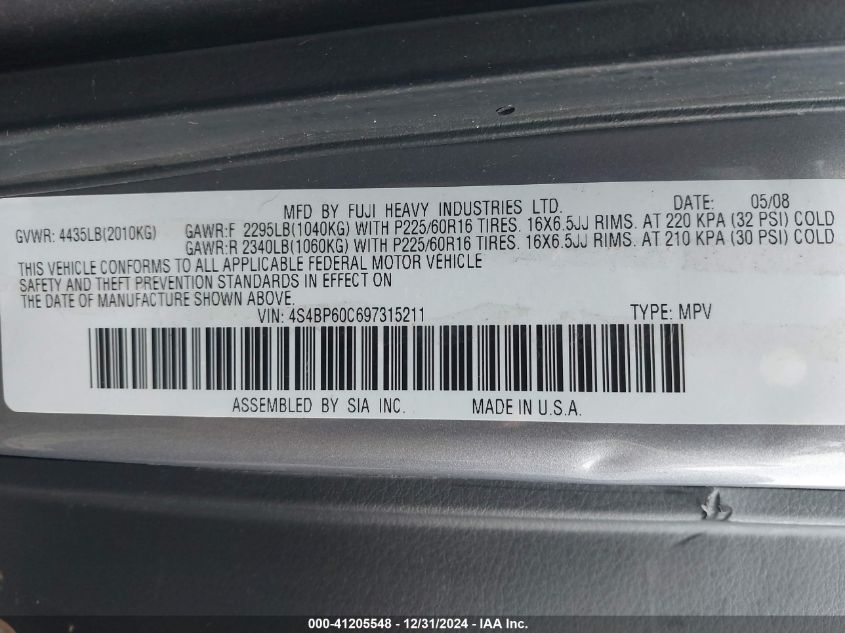 MFD BY FUJI HEAVY INDUSTRIES LTD. DATE: 05/08
GVWR: 4435LB(2010KG) GAWR:F 2295LB(1040KG) WITH P225/60R16 TIRES. 16X6.5JJ RIMS. AT 220 KPA (32 PSI) COLD
GAWR:R 2340LB(1060KG) WITH P225/60R16 TIRES. 16X6.5JJ RIMS. AT 210 KPA (30 PSI) COLD
THIS VEHICLE CONFORMS TO ALL APPLICABLE FEDERAL MOTOR VEHICLE
SAFETY AND THEFT PREVENTION STANDARDS IN EFFECT ON
THE DATE OF MANUFACTURE SHOWN ABOVE.
VIN: 4S4BP60C697315211 TYPE: MPV
ASSEMBLED BY SIA INC. MADE IN U.S.A.
000-41205548 - 12/31/2024 - IAA Inc.